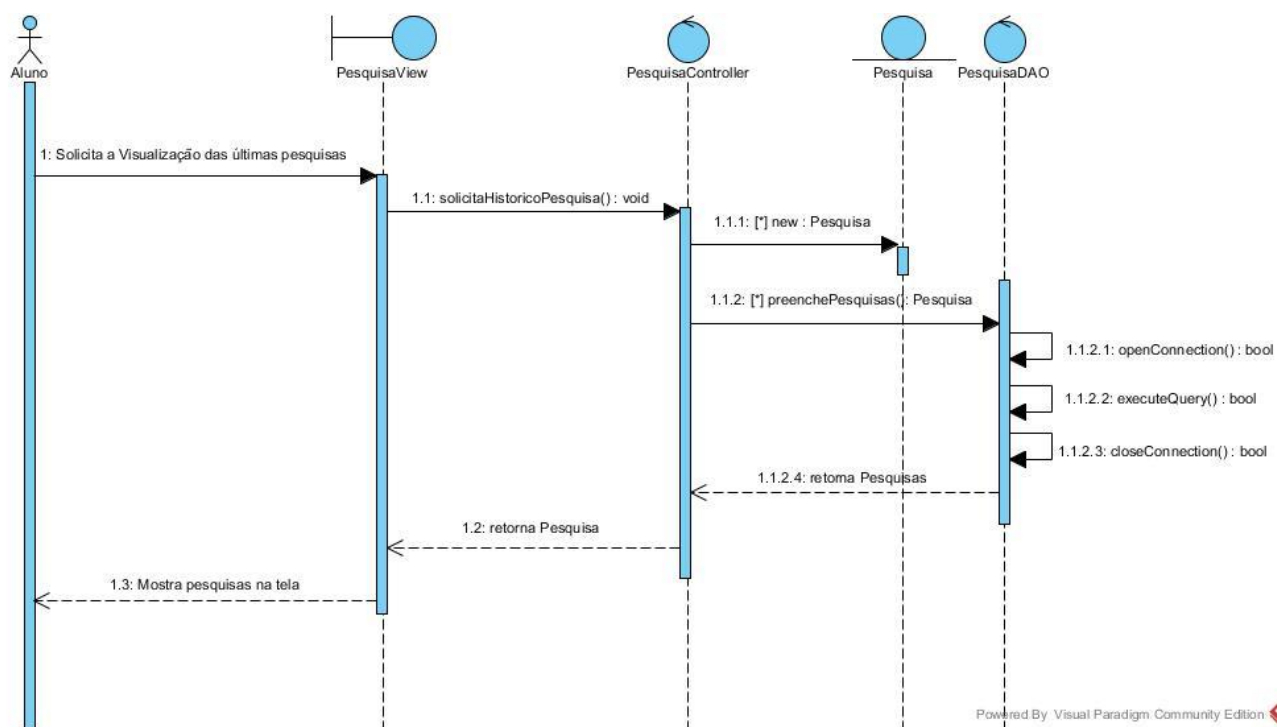 Aluno
PesquisaView
PesquisaController
Pesquisa
PesquisaDAO
1: Solicita a Visualização das últimas pesquisas
1.1: solicitaHistoricoPesquisa() : void
1.1.1: [*] new : Pesquisa
1.1.2: [*] preenchePesquisas() : Pesquisa
1.1.2.1: openConnection() : bool
1.1.2.2: executeQuery() : bool
1.1.2.3: closeConnection() : bool
1.1.2.4: retorna Pesquisas
1.2: retorna Pesquisa
1.3: Mostra pesquisas na tela
Powered By Visual Paradigm Community Edition